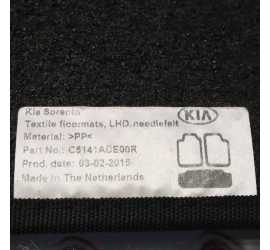 Kia Sorento
KIA
Textile floormats, LHD, needlefelt
Material: >PP<
Part No.: C5141ADE00R
Prod. date: 03-02-2015
Made in The Netherlands